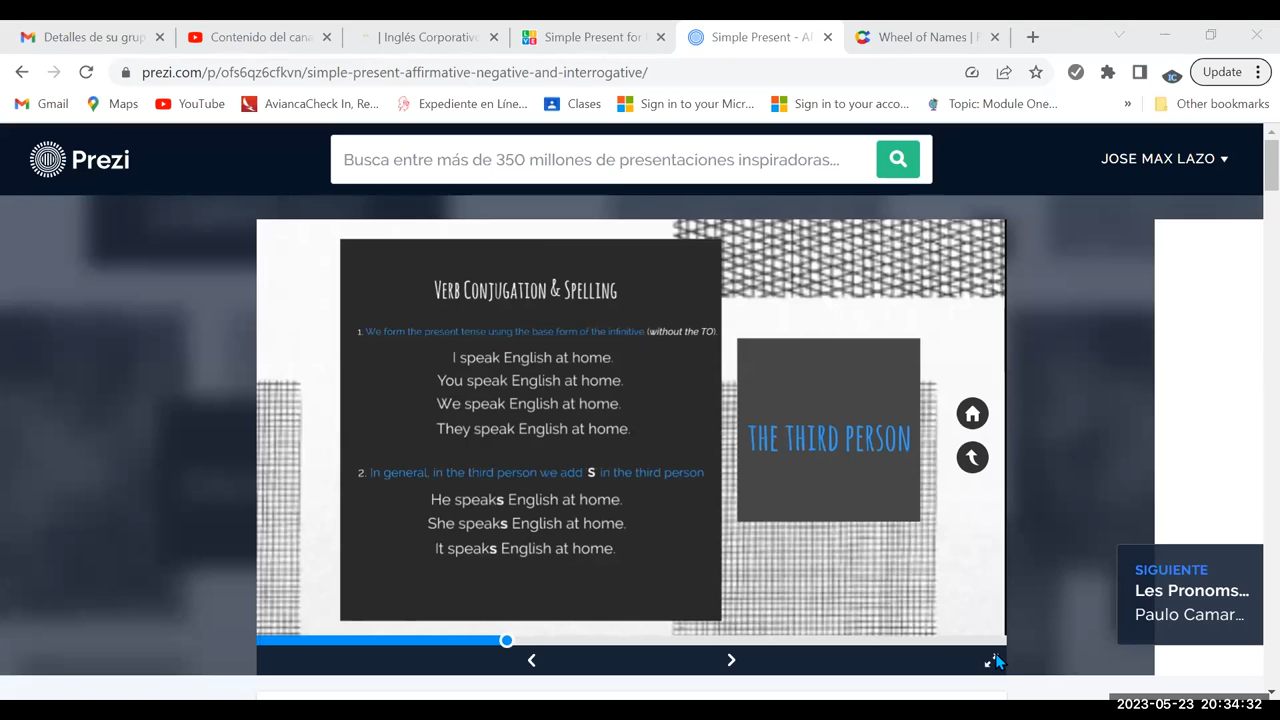 Detalles de su grup
Contenido del cana
| Inglés Corporativo
Simple Present for
Simple Present - Af
Wheel of Names |
prezi.com/p/ofs6qz6cfkvn/simple-present-affirmative-negative-and-interrogative/
Update
Gmail
Maps
YouTube
AviancaCheck In, Re...
Expediente en Líne...
Clases
Sign in to your Micr...
Sign in to your acco...
Topic: Module One...
»
Other bookmarks
Prezi
Busca entre más de 350 millones de presentaciones inspiradoras...
JOSE MAX LAZO
VERB CONJUGATION & SPELLING
1. We form the present tense using the base form of the infinitive (without the TO).
I speak English at home.
You speak English at home.
We speak English at home.
They speak English at home.
2. In general, in the third person we add S in the third person
He speaks English at home.
She speaks English at home.
It speaks English at home.
THE THIRD PERSON
SIGUIENTE
Les Pronoms...
Paulo Camar...
2023-05-23 20:34:32